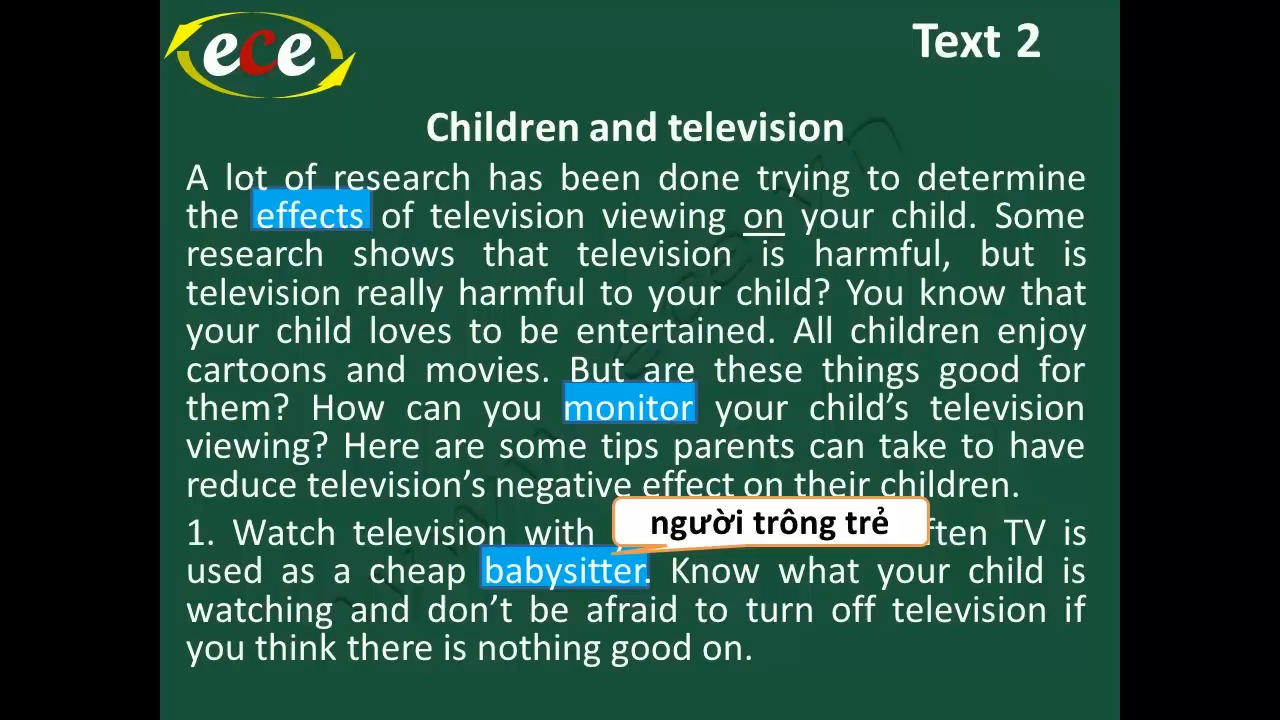 ece
Text 2
Children and television
A lot of research has been done trying to determine
the effects of television viewing on your child. Some
research shows that television is harmful, but is
television really harmful to your child? You know that
your child loves to be entertained. All children enjoy
cartoons and movies. But are these things good for
them? How can you monitor your child's television
viewing? Here are some tips parents can take to have
reduce television's negative effect on their children.
người trông trẻ
1. Watch television with TV is
used as a cheap babysitter. Know what your child is
watching and don't be afraid to turn off television if
you think there is nothing good on.